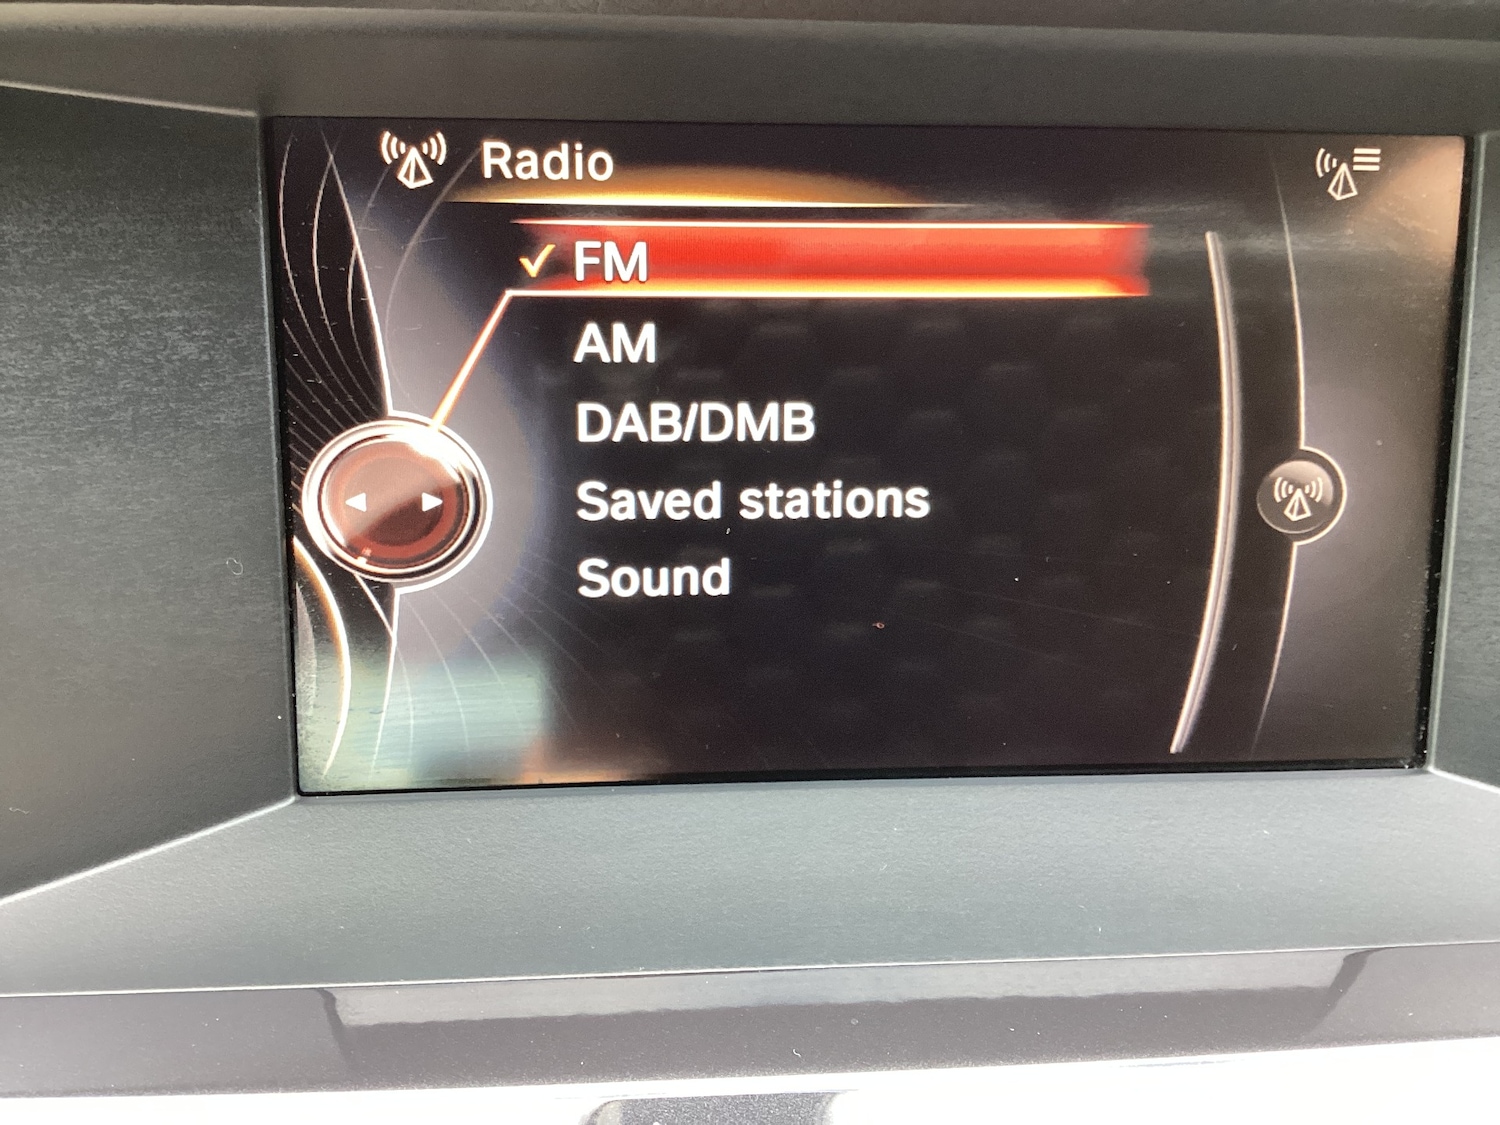 Radio
FM
AM
DAB/DMB
Saved stations
Sound